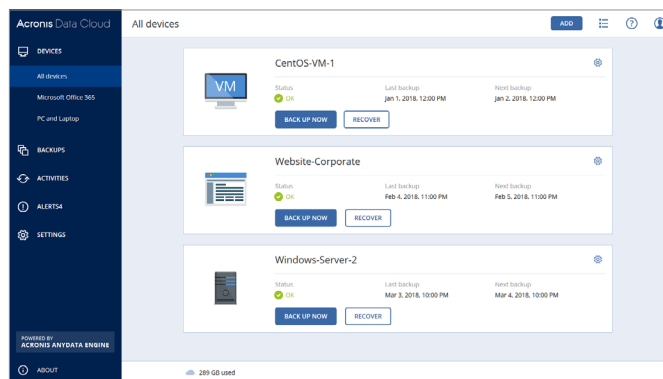 Acronis Data Cloud
All devices
ADD
DEVICES
All devices
Microsoft Office 365
PC and Laptop
BACKUPS
ACTIVITIES
ALERTS4
SETTINGS
POWERED BY
ACRONIS ANYDATA ENGINE
ABOUT
CentOS-VM-1
VM
Status Last backup Next backup
OK Jan 1, 2018, 12:00 PM Jan 2, 2018, 12:00 PM
BACK UP NOW RECOVER
Website-Corporate
Status Last backup Next backup
OK Feb 4, 2018, 11:00 PM Feb 5, 2018, 11:00 PM
BACK UP NOW RECOVER
Windows-Server-2
Status Last backup Next backup
OK Mar 3, 2018, 10:00 PM Mar 4, 2018, 10:00 PM
BACK UP NOW RECOVER
289 GB used